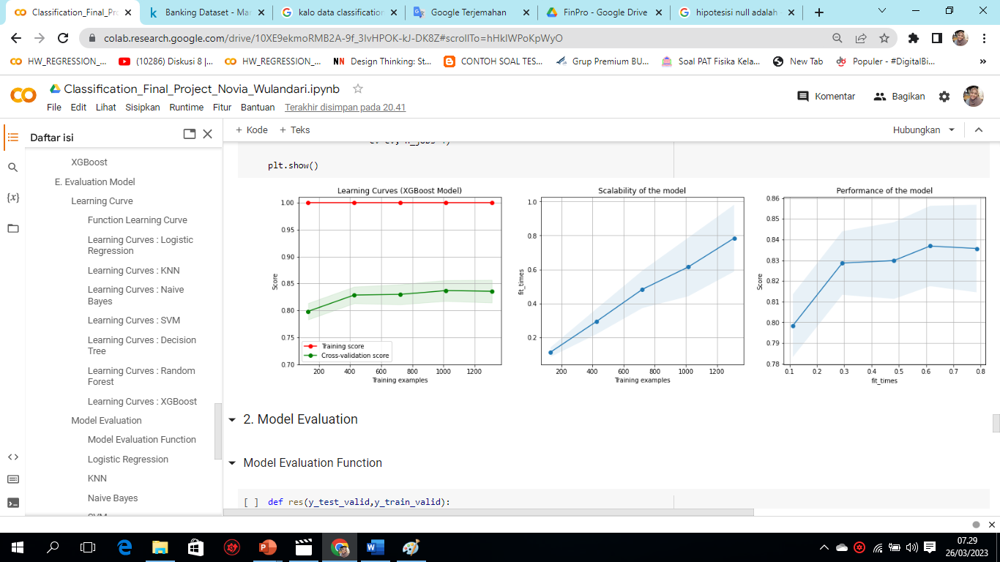 Classification_Final_Pro
Banking Dataset - Mar
kalo data classification
Google Terjemahan
FinPro - Google Drive
hipotesisi null adalah -
colab.research.google.com/drive/10XE9ekmoRMB2A-9f_3IvHPOK-kJ-DK8Z#scrollTo=hHkIWPoKpWyO
HW_REGRESSION_...
(10286) Diskusi 8 |...
HW_REGRESSION_...
NN Design Thinking: St...
CONTOH SOAL TES...
Grup Premium BU...
Soal PAT Fisika Kela...
New Tab
Populer - #DigitalBi...
»
Classification_Final_Project_Novia_Wulandari.ipynb
File Edit Lihat Sisipkan Runtime Fitur Bantuan Terakhir disimpan pada 20.41
Komentar
Bagikan
Daftar isi
+ Kode + Teks
Hubungkan
XGBoost
E. Evaluation Model
Learning Curve
Function Learning Curve
Learning Curves : Logistic
Regression
Learning Curves : KNN
Learning Curves : Naive
Bayes
Learning Curves : SVM
Learning Curves : Decision
Tree
Learning Curves : Random
Forest
Learning Curves : XGBoost
Model Evaluation
Model Evaluation Function
Logistic Regression
KNN
Naive Bayes
{x}
plt.show()
Learning Curves (XGBoost Model)
1.00
0.95
0.90
0.85
0.80
0.75
0.70
Score
Training score
Cross-validation score
200 400 600 800 1000 1200
Training examples
Scalability of the model
1.0
0.8
0.6
0.4
0.2
fit_times
200 400 600 800 1000 1200
Training examples
Performance of the model
0.86
0.85
0.84
0.83
0.82
0.81
0.80
0.79
0.78
Score
0.1 0.2 0.3 0.4 0.5 0.6 0.7 0.8
fit_times
2. Model Evaluation
Model Evaluation Function
[ ] def res(y_test_valid,y_train_valid):
07.29
26/03/2023